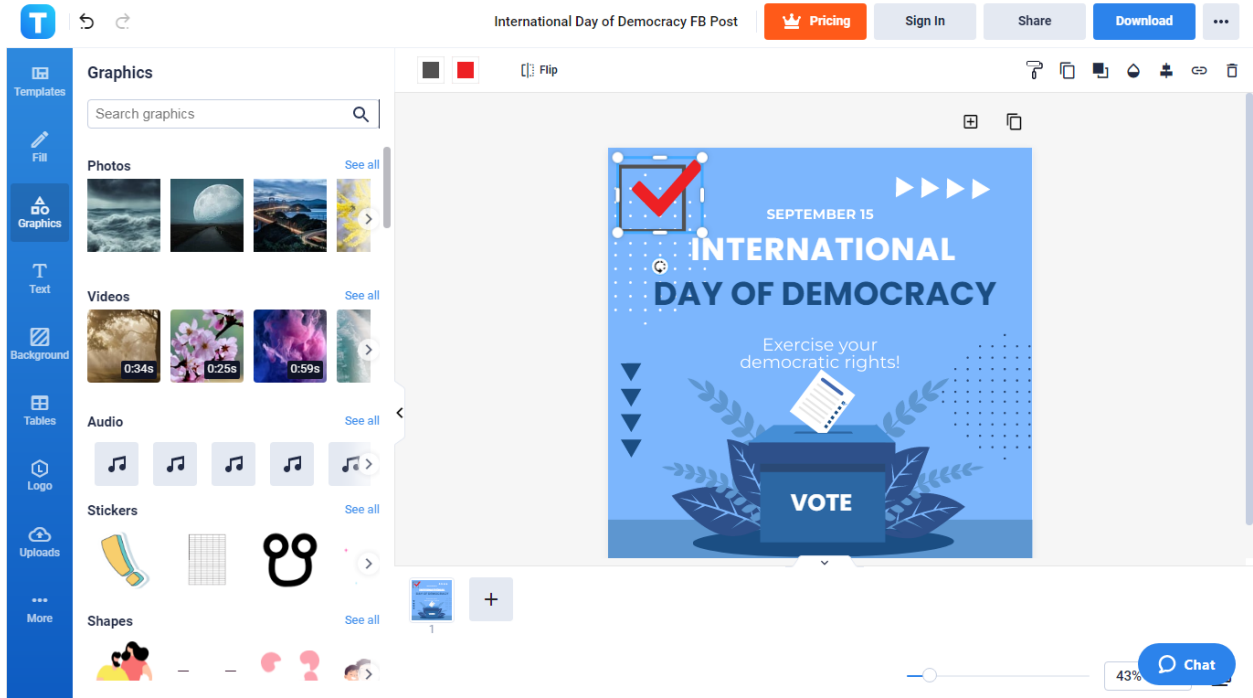 T
International Day of Democracy FB Post
Pricing
Sign In
Share
Download
Templates
Fill
Graphics
Text
Background
Tables
Logo
Uploads
More
Graphics
Search graphics
Photos
See all
Videos
See all
0:34s
0:25s
0:59s
Audio
See all
Stickers
See all
Shapes
See all
Flip
SEPTEMBER 15
INTERNATIONAL
DAY OF DEMOCRACY
Exercise your
democratic rights!
VOTE
1
43%
Chat